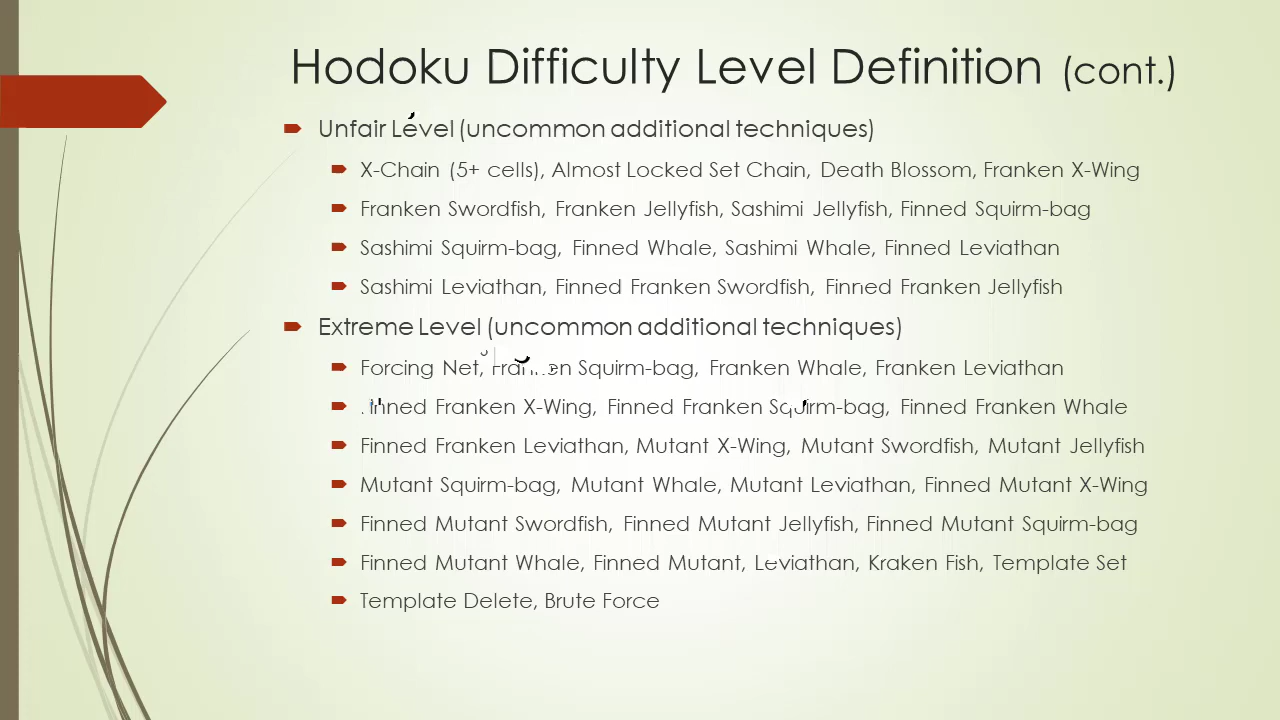 Hodoku Difficulty Level Definition (cont.)
Unfair Level (uncommon additional techniques)
X-Chain (5+ cells), Almost Locked Set Chain, Death Blossom, Franken X-Wing
Franken Swordfish, Franken Jellyfish, Sashimi Jellyfish, Finned Squirm-bag
Sashimi Squirm-bag, Finned Whale, Sashimi Whale, Finned Leviathan
Sashimi Leviathan, Finned Franken Swordfish, Finned Franken Jellyfish
Extreme Level (uncommon additional techniques)
Forcing Net, Franken Squirm-bag, Franken Whale, Franken Leviathan
Finned Franken X-Wing, Finned Franken Squirm-bag, Finned Franken Whale
Finned Franken Leviathan, Mutant X-Wing, Mutant Swordfish, Mutant Jellyfish
Mutant Squirm-bag, Mutant Whale, Mutant Leviathan, Finned Mutant X-Wing
Finned Mutant Swordfish, Finned Mutant Jellyfish, Finned Mutant Squirm-bag
Finned Mutant Whale, Finned Mutant, Leviathan, Kraken Fish, Template Set
Template Delete, Brute Force